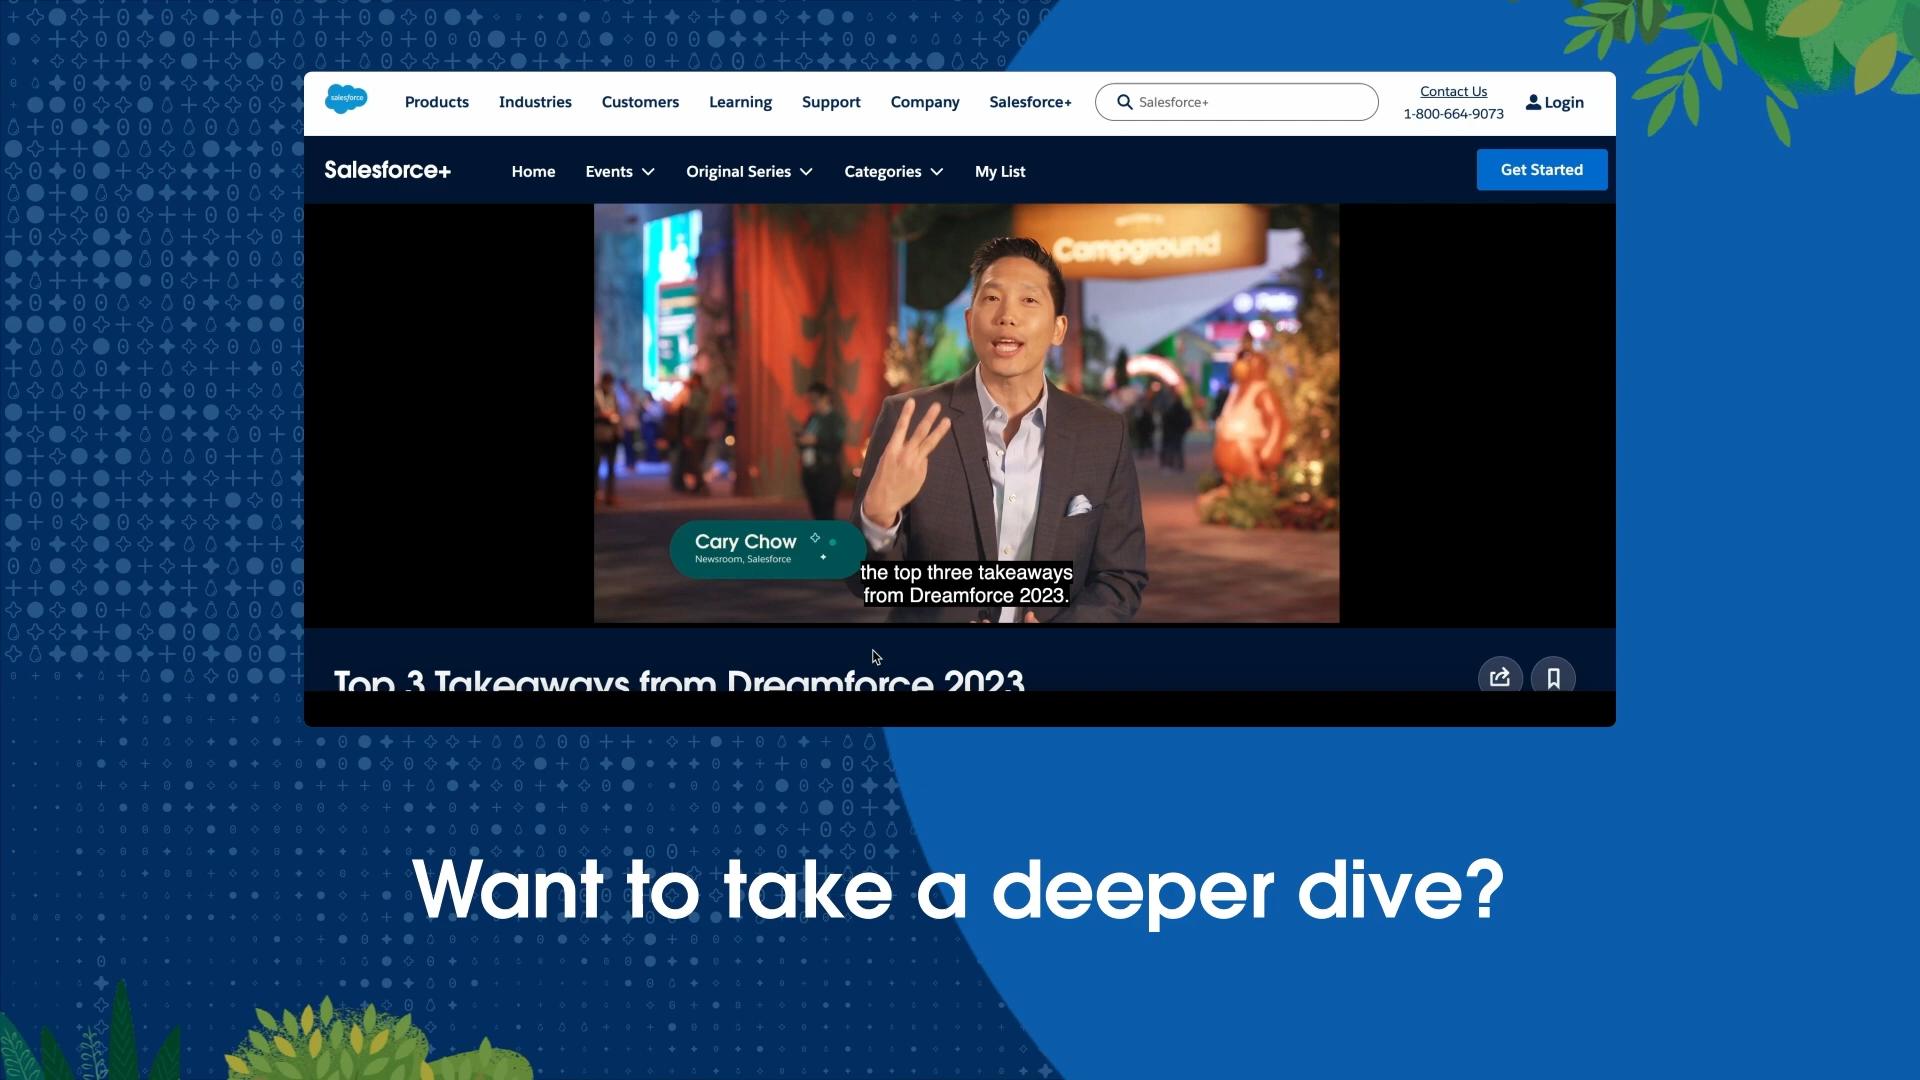 salesforce
Products
Industries
Customers
Learning
Support
Company
Salesforce+
Salesforce+
Contact Us
1-800-664-9073
Login
Salesforce+
Home
Events
Original Series
Categories
My List
Get Started
Campground
Cary Chow
Newsroom, Salesforce
the top three takeaways
from Dreamforce 2023.
Top 3 Takeaways from Dreamforce 2023
Want to take a deeper dive?